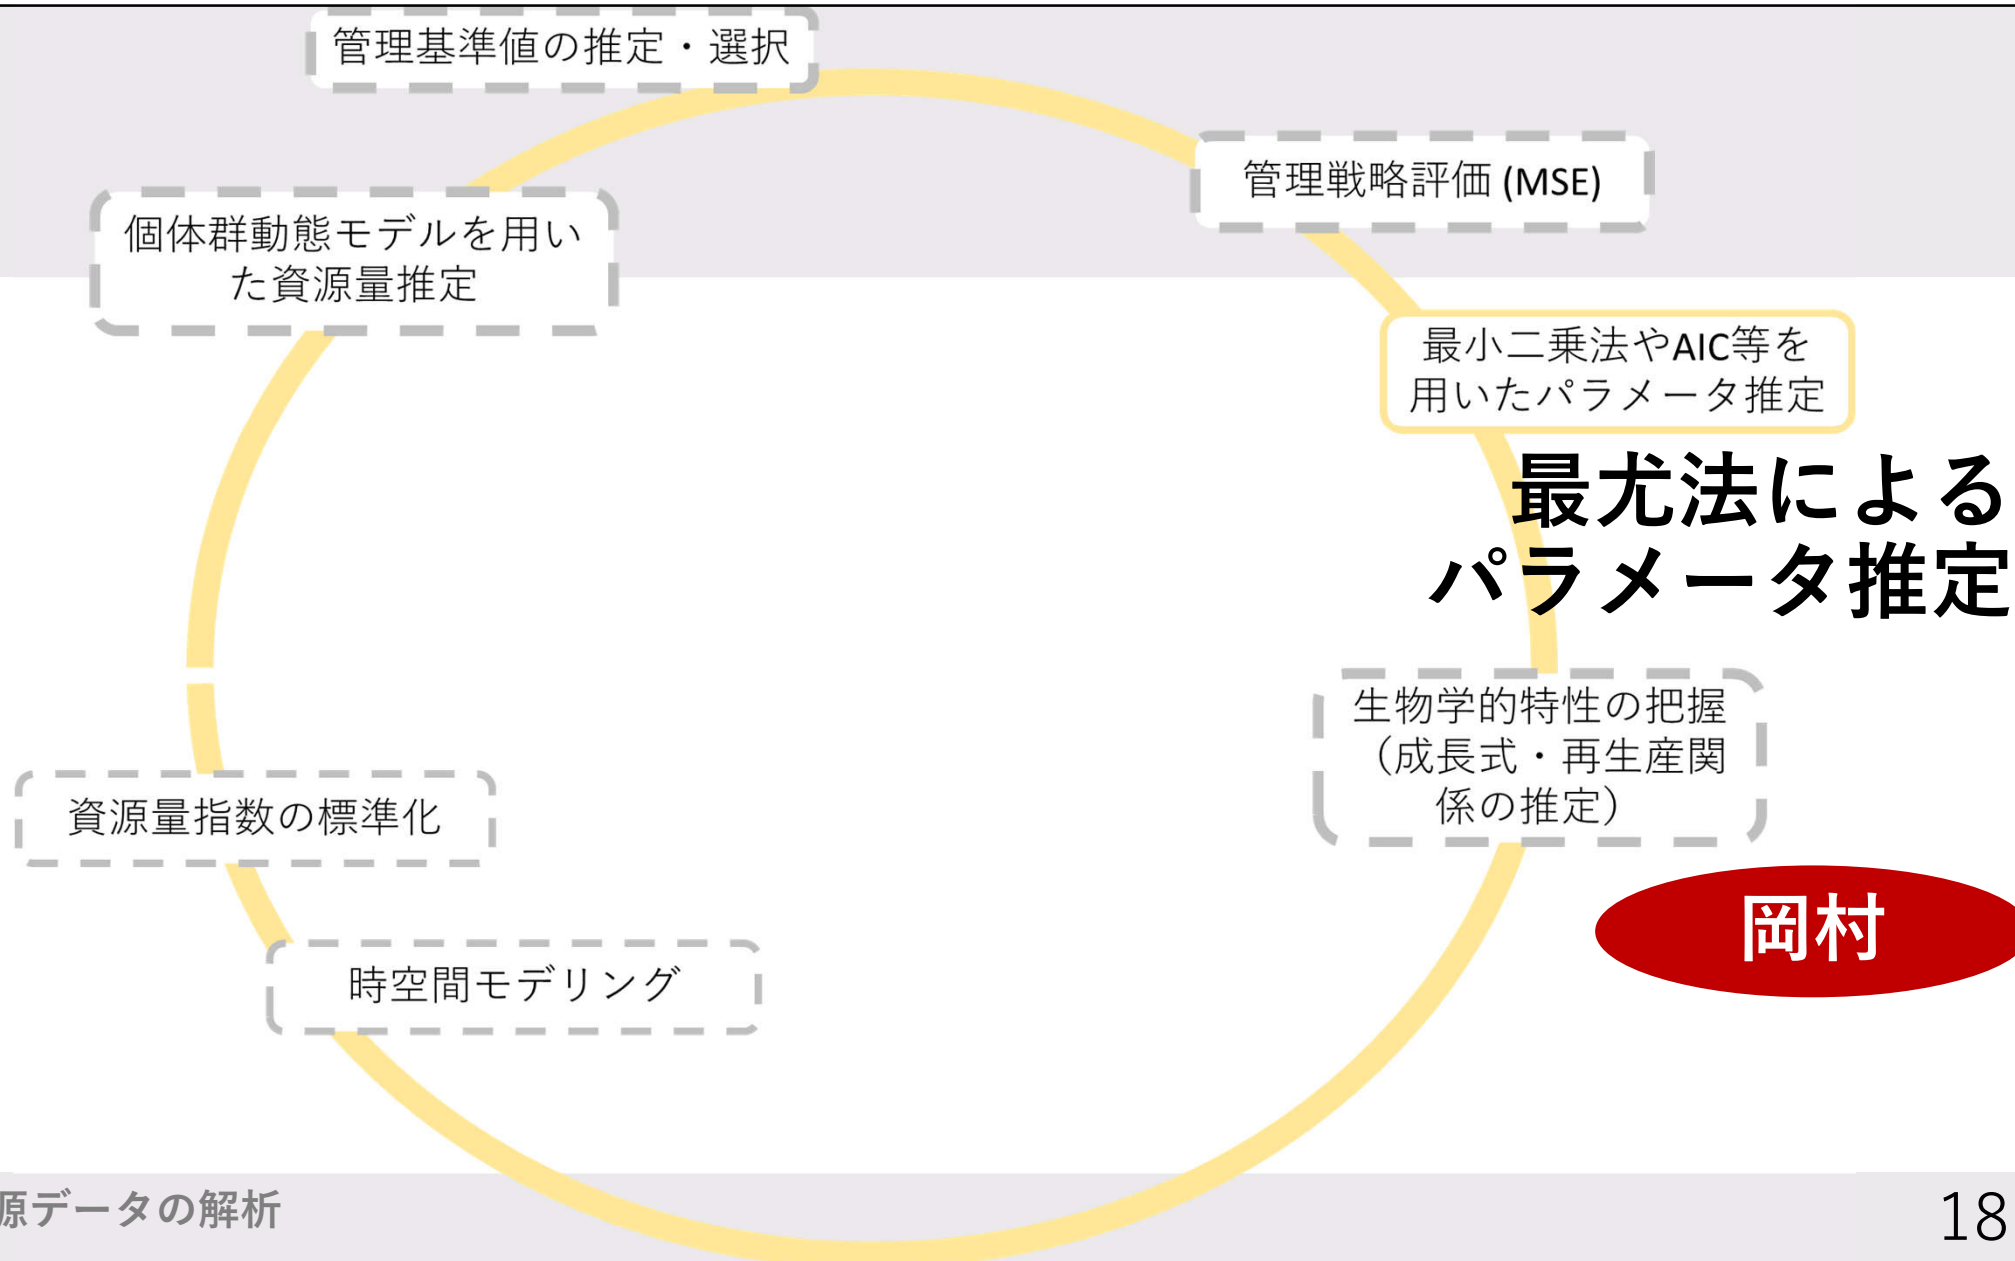 管理基準値の推定・選択
管理戦略評価 (MSE)
個体群動態モデルを用い
た資源量推定
最小二乗法やAIC等を
用いたパラメータ推定
最尤法による
パラメータ推定
生物学的特性の把握
（成長式・再生産関
係の推定）
資源量指数の標準化
岡村
時空間モデリング
源データの解析
18